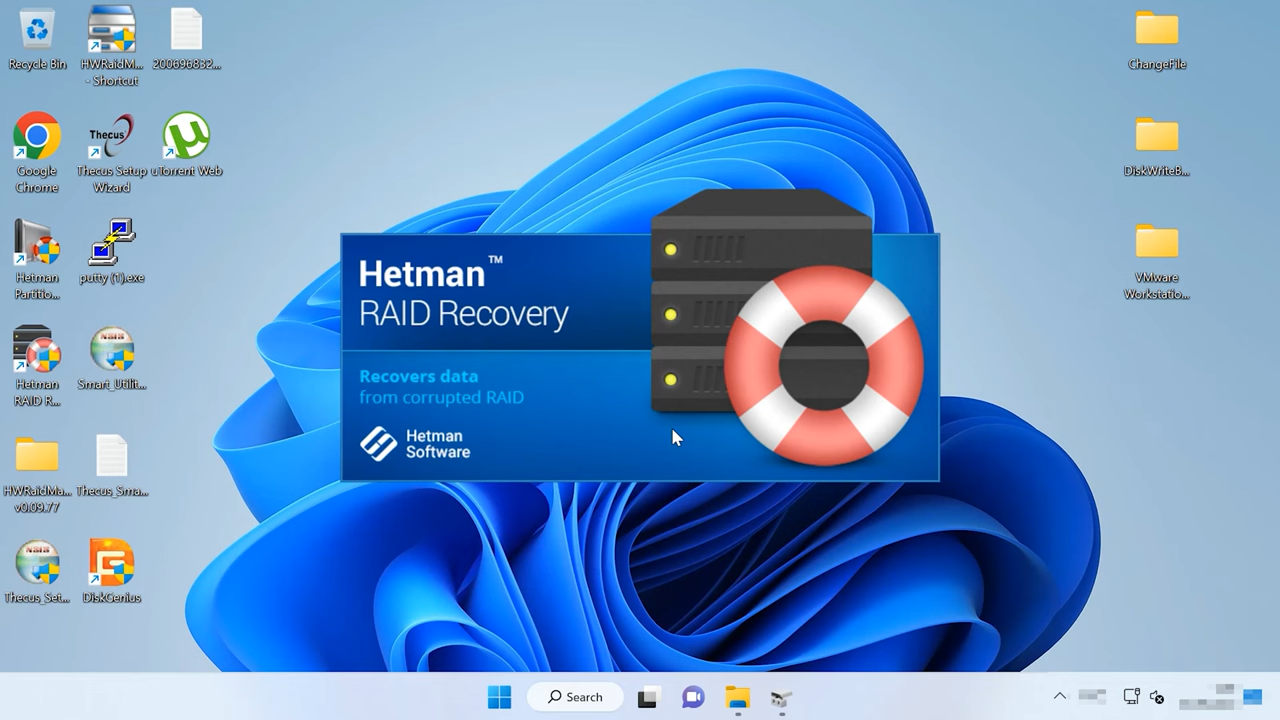 Recycle Bin
HWRaidM...
- Shortcut
200696832...
Google
Chrome
Thecus
Thecus Setup
Wizard
uTorrent Web
Hetman
Partitio...
putty (1).exe
Hetman
RAID R...
NSIS
Smart_Utilit...
HWRaidMa...
v0.09.77
Thecus_Sma...
NSIS
Thecus_Set...
DiskGenius
Hetman™
RAID Recovery
Recovers data
from corrupted RAID
Hetman
Software
ChangeFile
DiskWriteB...
VMware
Workstatio...
Search